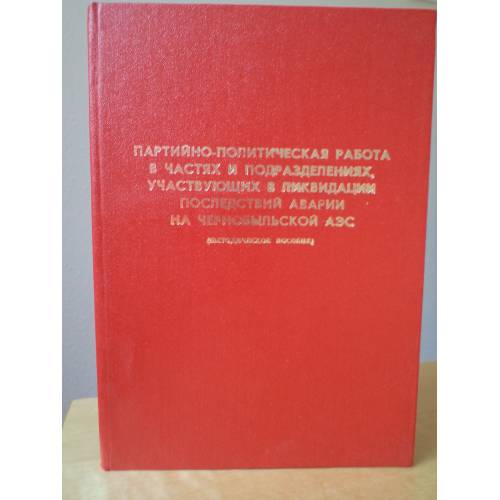 ПАРТИЙНО-ПОЛИТИЧЕСКАЯ РАБОТА
В ЧАСТЯХ И ПОДРАЗДЕЛЕНИЯХ,
УЧАСТВУЮЩИХ В ЛИКВИДАЦИИ
ПОСЛЕДСТВИЙ АВАРИИ
НА ЧЕРНОБЫЛЬСКОЙ АЭС
(МЕТОДИЧЕСКОЕ ПОСОБИЕ)